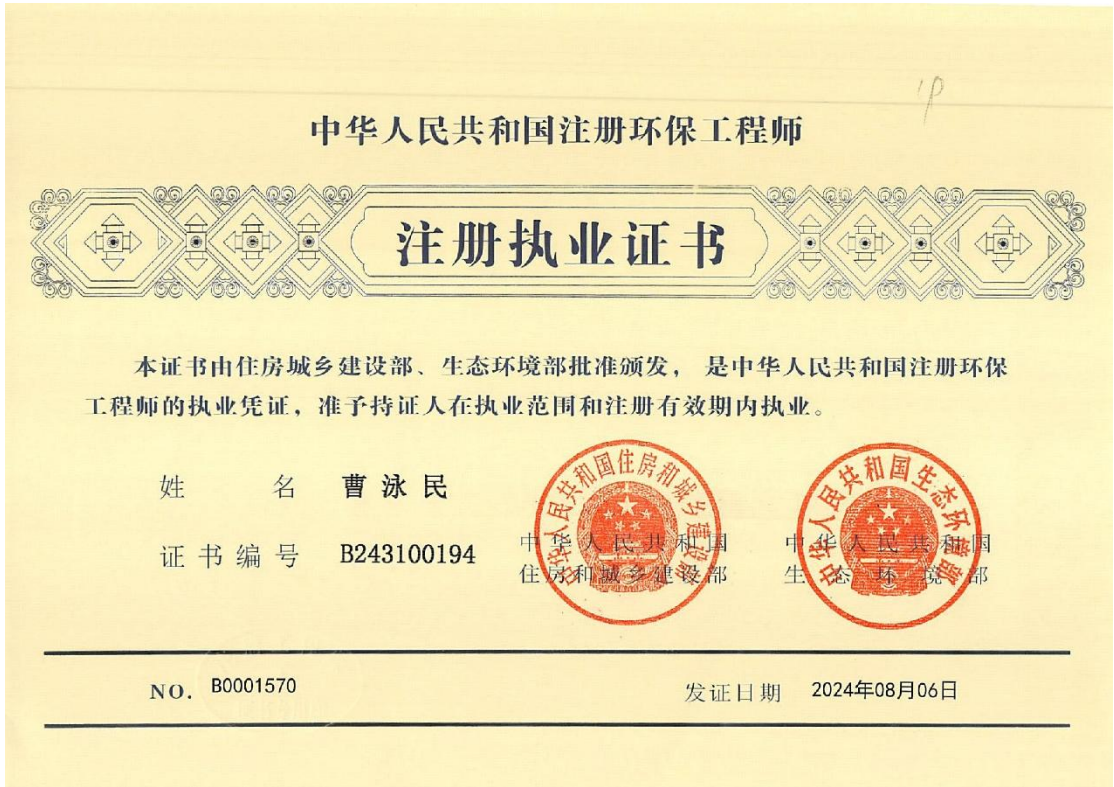 中华人民共和国注册环保工程师
注册执业证书
本证书由住房城乡建设部、生态环境部批准颁发， 是中华人民共和国注册环保
工程师的执业凭证，准予持证人在执业范围和注册有效期内执业。
姓 名 曹泳民
证书编号 B243100194
中华人民共和国住房和城乡建设部
中华人民共和国
住房和城乡建设部
中华人民共和国生态环境部
中华人民共和国
生态环境部
NO. B0001570
发证日期 2024年08月06日